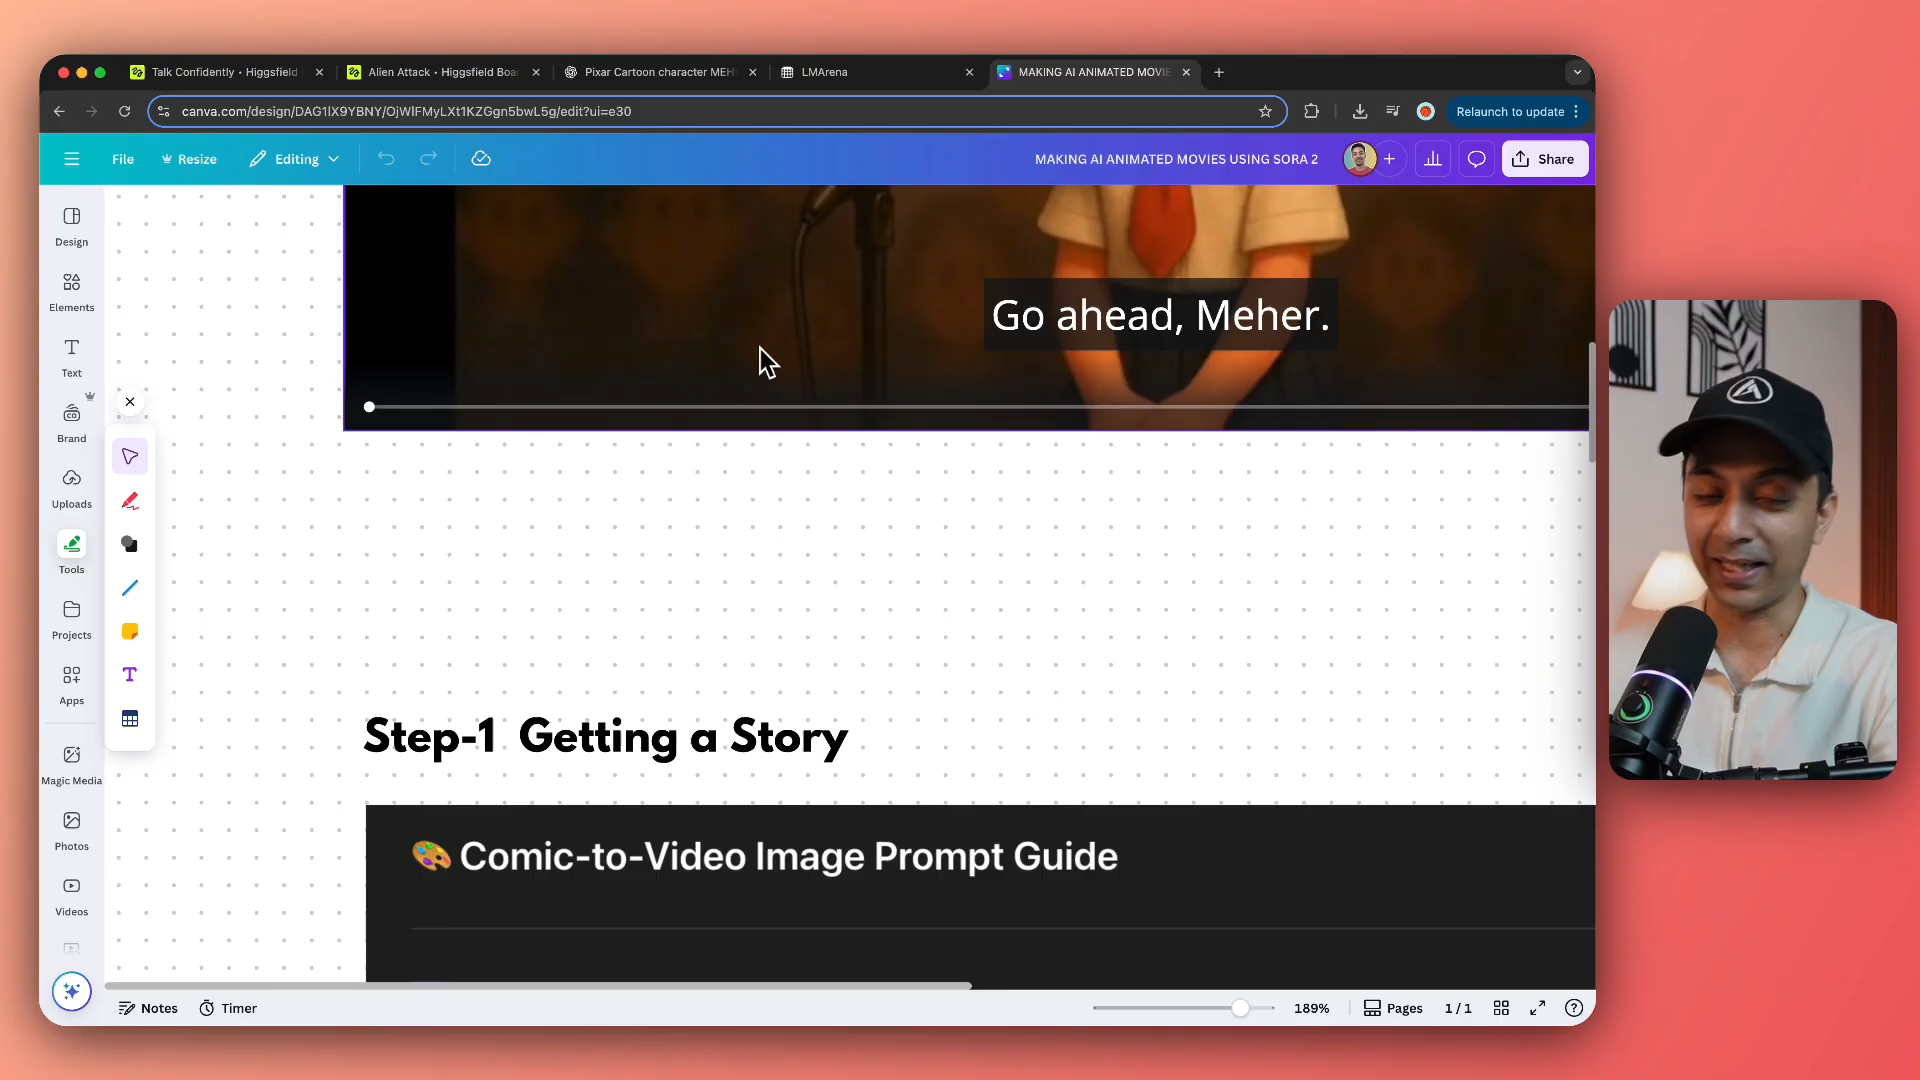 Talk Confidently • Higgsfield
Alien Attack • Higgsfield Boar
Pixar Cartoon character MEH
LMArena
MAKING AI ANIMATED MOVIE
canva.com/design/DAG1lX9YBNY/OjWlFMyLXt1KZGgn5bwL5g/edit?ui=e30
Relaunch to update
File
Resize
Editing
MAKING AI ANIMATED MOVIES USING SORA 2
Share
Design
Elements
Text
Brand
Uploads
Tools
Projects
Apps
Magic Media
Photos
Videos
Go ahead, Meher.
Step-1 Getting a Story
🎨 Comic-to-Video Image Prompt Guide
Notes
Timer
189%
Pages
1 / 1